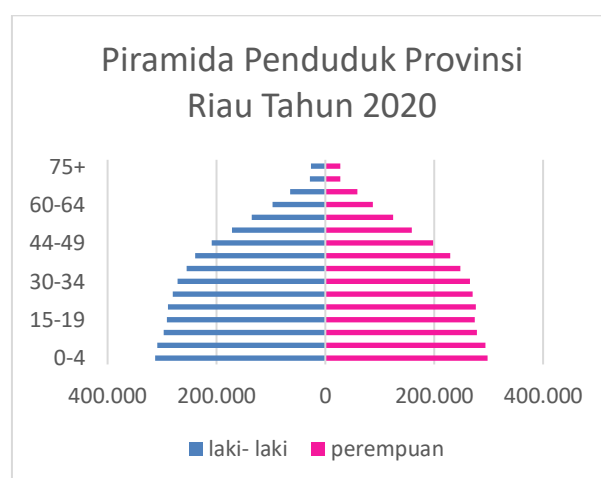 Piramida Penduduk Provinsi
Riau Tahun 2020
75+
60-64
44-49
30-34
15-19
0-4
400.000 200.000 0 200.000 400.000
laki- laki perempuan